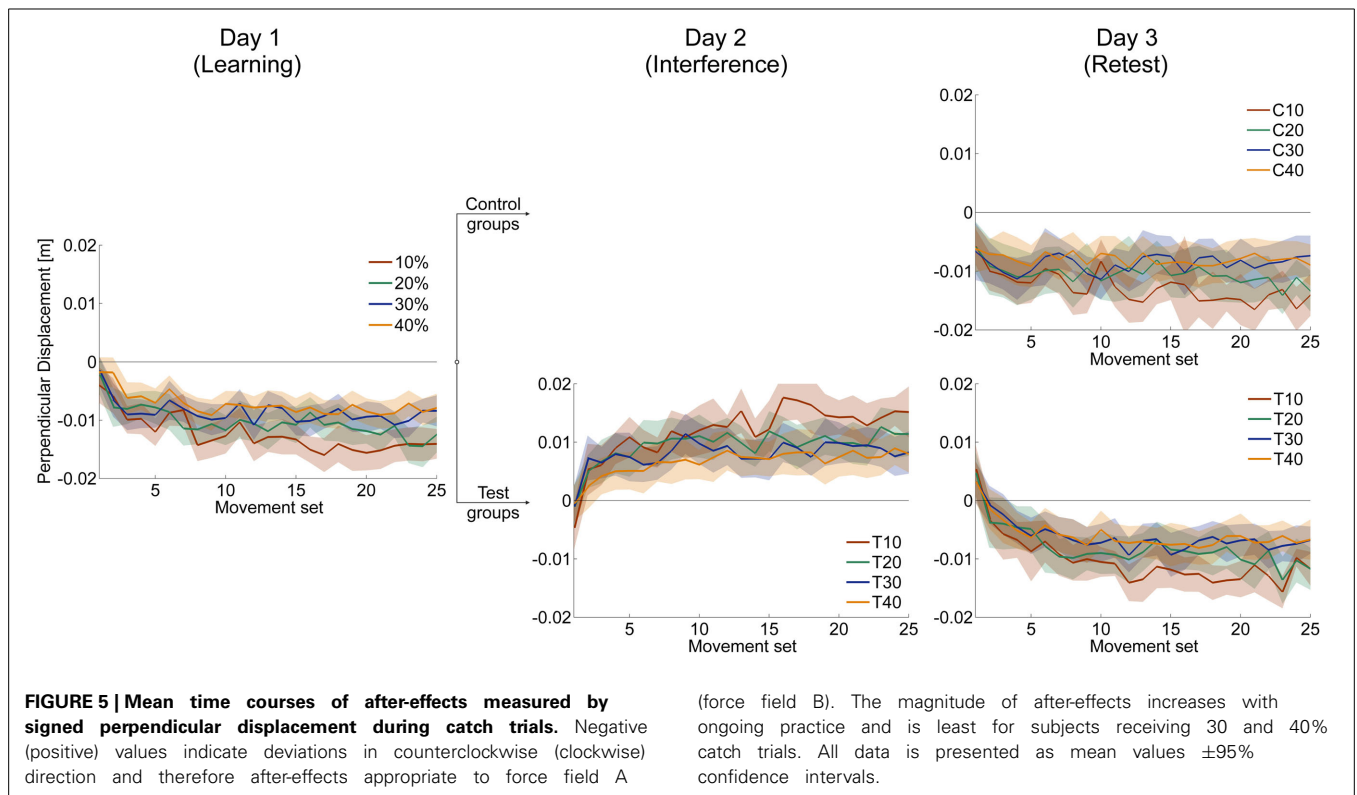 Day 1
(Learning)
Day 2
(Interference)
Day 3
(Retest)
0.02
0.01
0
-0.01
-0.02
C10
C20
C30
C40
5
10
15
20
25
Movement set
Control
groups
Test
groups
Perpendicular Displacement [m]
0.02
0.01
0
-0.01
-0.02
10%
20%
30%
40%
5
10
15
20
25
Movement set
0.02
0.01
0
-0.01
-0.02
T10
T20
T30
T40
5
10
15
20
25
Movement set
0.02
0.01
0
-0.01
-0.02
T10
T20
T30
T40
5
10
15
20
25
Movement set
FIGURE 5 | Mean time courses of after-effects measured by
signed perpendicular displacement during catch trials. Negative
(positive) values indicate deviations in counterclockwise (clockwise)
direction and therefore after-effects appropriate to force field A
(force field B). The magnitude of after-effects increases with
ongoing practice and is least for subjects receiving 30 and 40%
catch trials. All data is presented as mean values ±95%
confidence intervals.